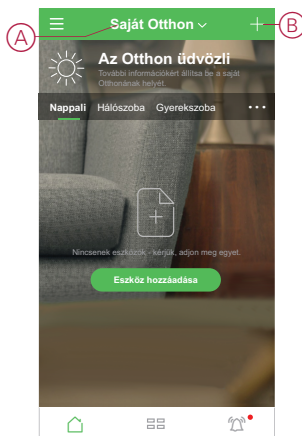 A
Saját Otthon
B
Az Otthon üdvözli
További információkért állítsa be a saját
Otthonának helyét.
Nappali Hálószoba Gyerekszoba ...
Nincsenek eszközök - kérjük, adjon meg egyet.
Eszköz hozzáadása